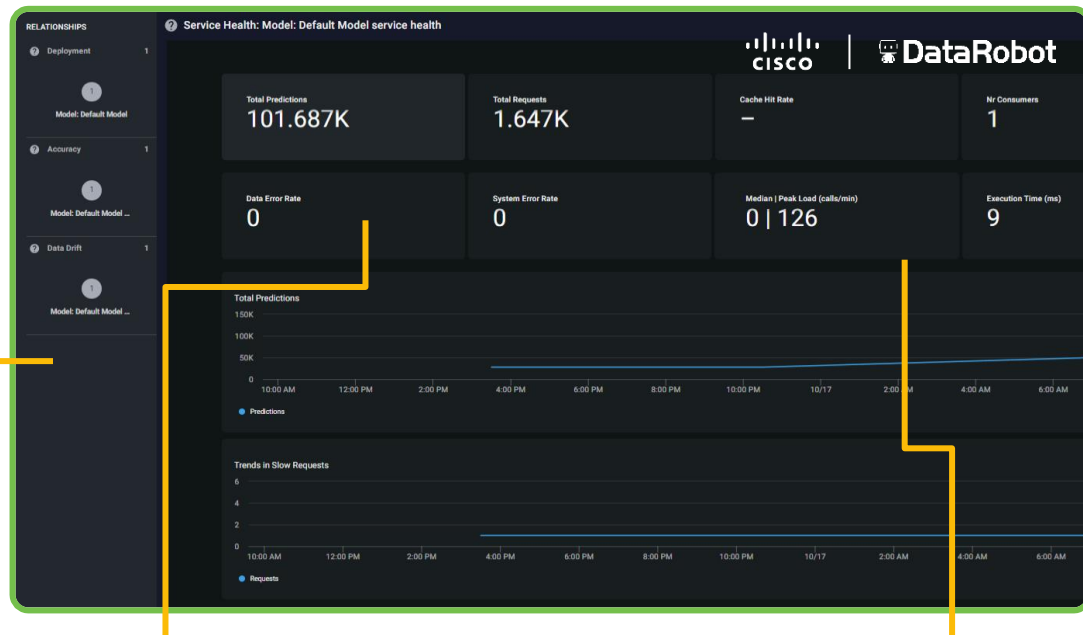 RELATIONSHIPS
Deployment 1
1
Model: Default Model
Accuracy 1
1
Model: Default Model ...
Data Drift 1
1
Model: Default Model ...
Service Health: Model: Default Model service health
CISCO
DataRobot
Total Predictions
101.687K
Total Requests
1.647K
Cache Hit Rate
–
Nr Consumers
1
Data Error Rate
0
System Error Rate
0
Median | Peak Load (calls/min)
0 | 126
Execution Time (ms)
9
Total Predictions
150K
100K
50K
0
10:00 AM 12:00 PM 2:00 PM 4:00 PM 6:00 PM 8:00 PM 10:00 PM 10/17 2:00 AM 4:00 AM 6:00 AM
Predictions
Trends in Slow Requests
6
4
2
0
10:00 AM 12:00 PM 2:00 PM 4:00 PM 6:00 PM 8:00 PM 10:00 PM 10/17 2:00 AM 4:00 AM 6:00 AM
Requests